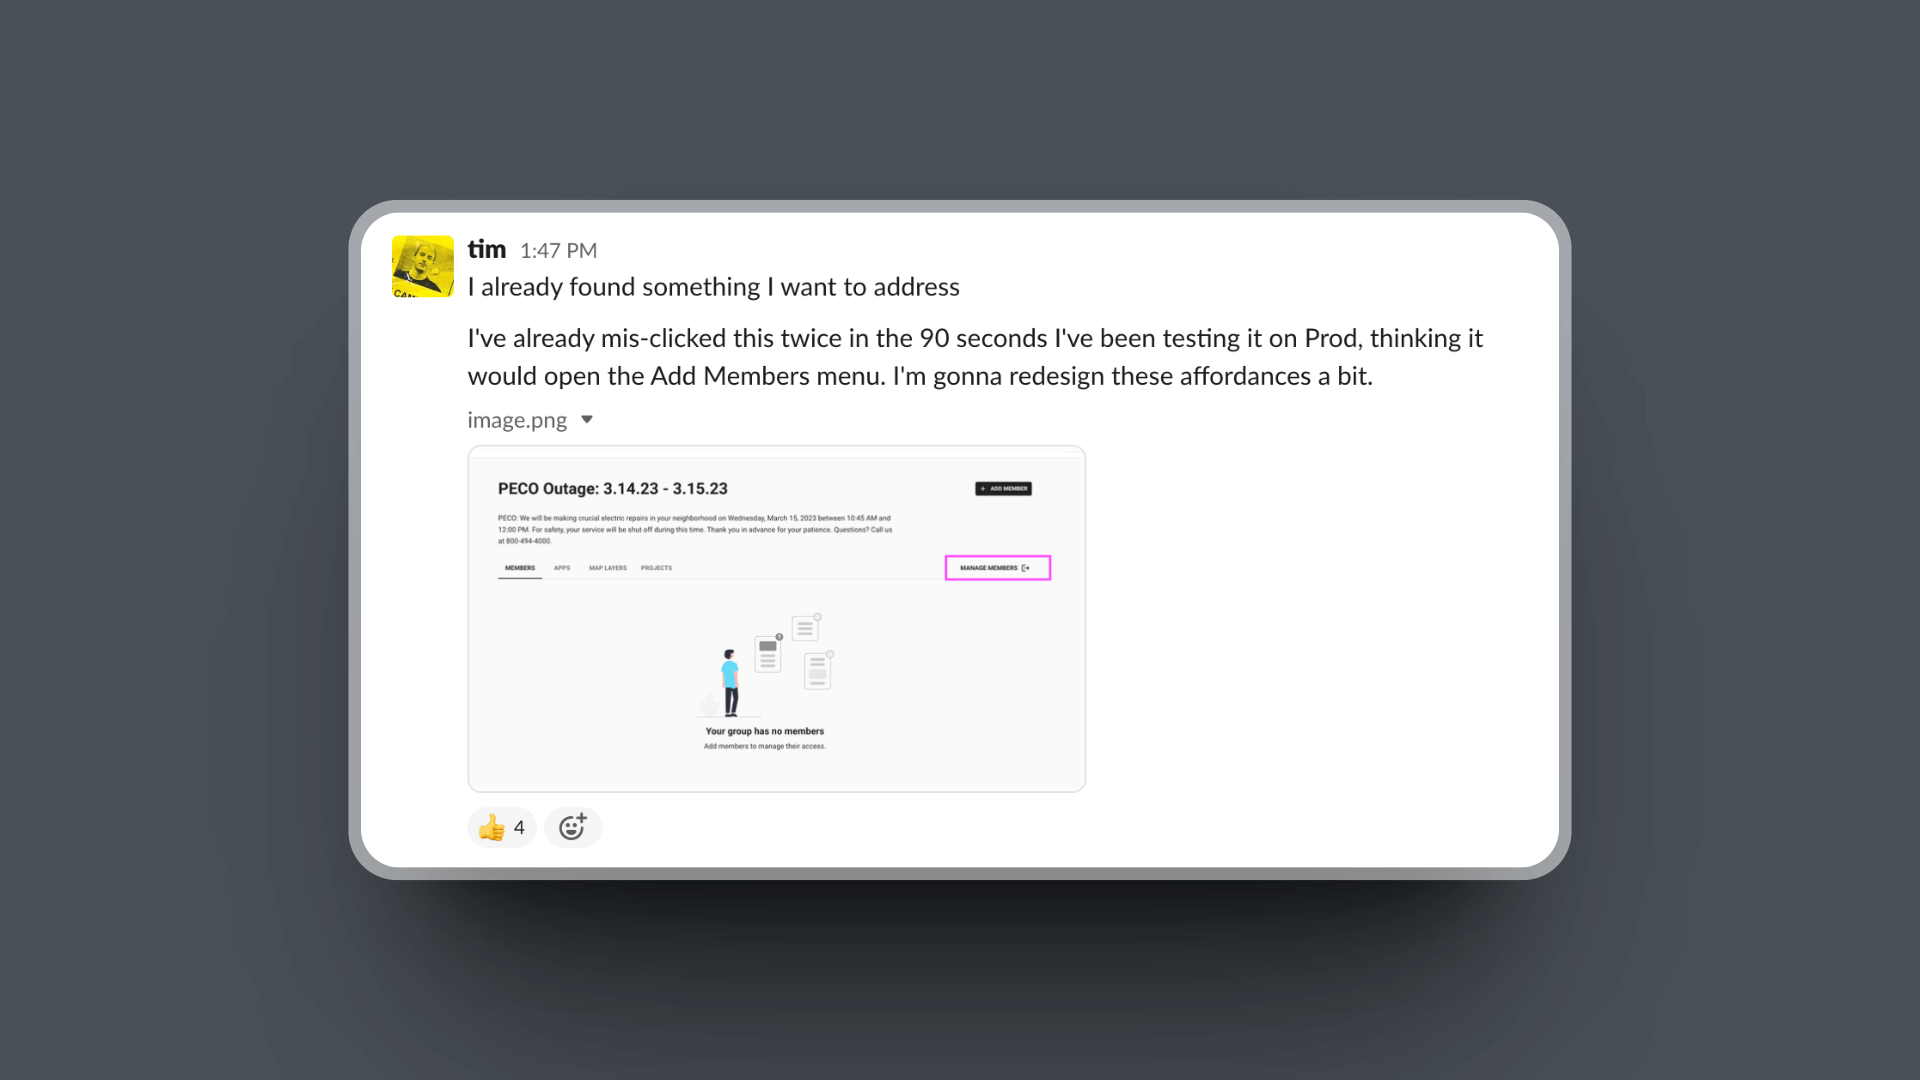 tim 1:47 PM
I already found something I want to address
I've already mis-clicked this twice in the 90 seconds I've been testing it on Prod, thinking it
would open the Add Members menu. I'm gonna redesign these affordances a bit.
image.png
PECO Outage: 3.14.23 - 3.15.23
+ ADD MEMBER
PECO: We will be making crucial electric repairs in your neighborhood on Wednesday, March 15, 2023 between 10:45 AM and
12:00 PM. For safety, your service will be shut off during this time. Thank you in advance for your patience. Questions? Call us
at 800-494-4000.
MEMBERS APPS MAP LAYERS PROJECTS MANAGE MEMBERS
Your group has no members
Add members to manage their access.
4